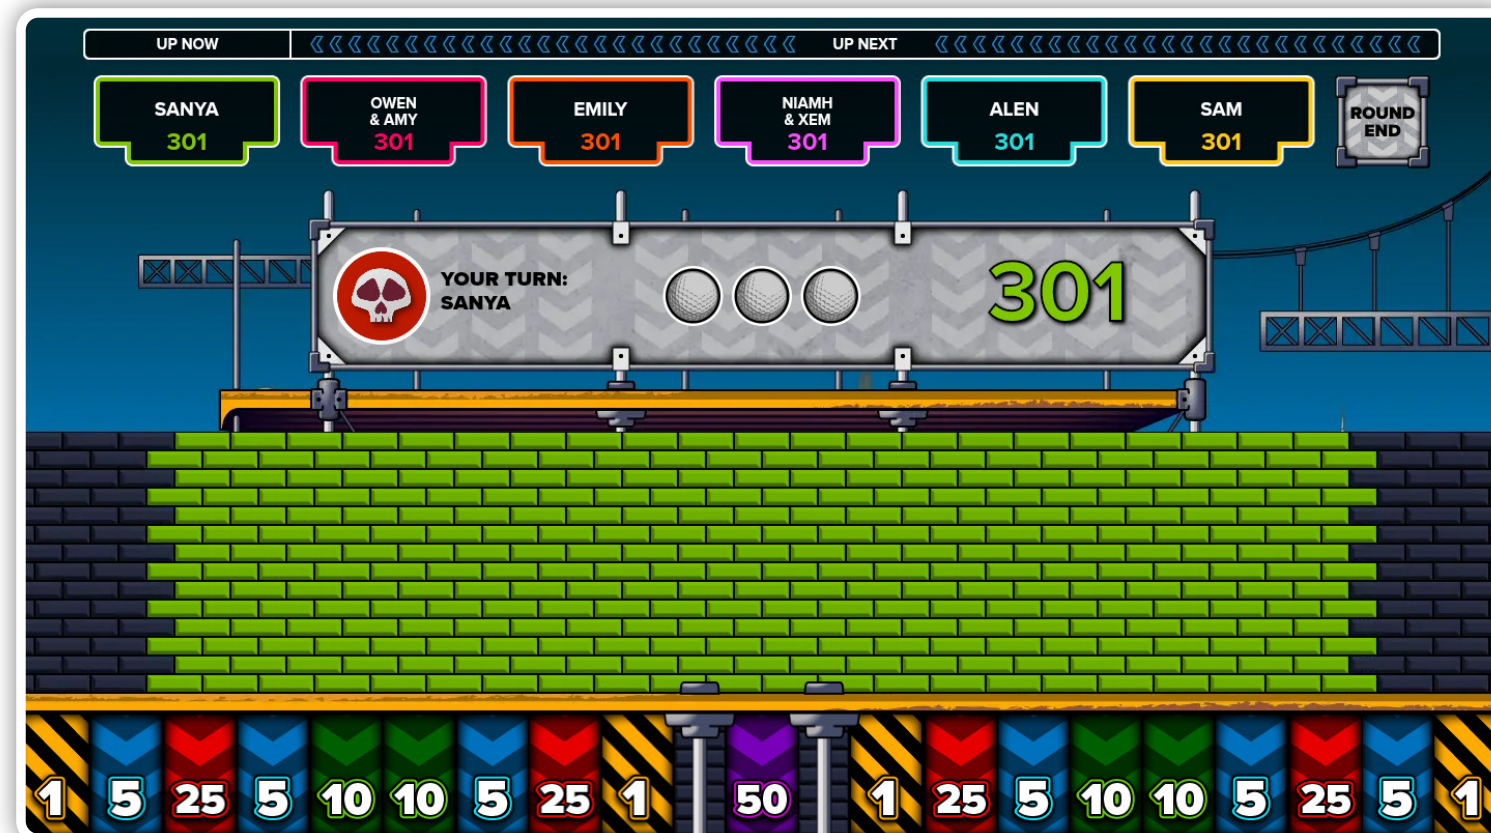 UP NOW
UP NEXT
SANYA
301
OWEN
& AMY
301
EMILY
301
NIAMH
& XEM
301
ALEN
301
SAM
301
ROUND
END
YOUR TURN:
SANYA
301
1 5 25 5 10 10 5 25 1 50 1 25 5 10 10 5 25 5 1